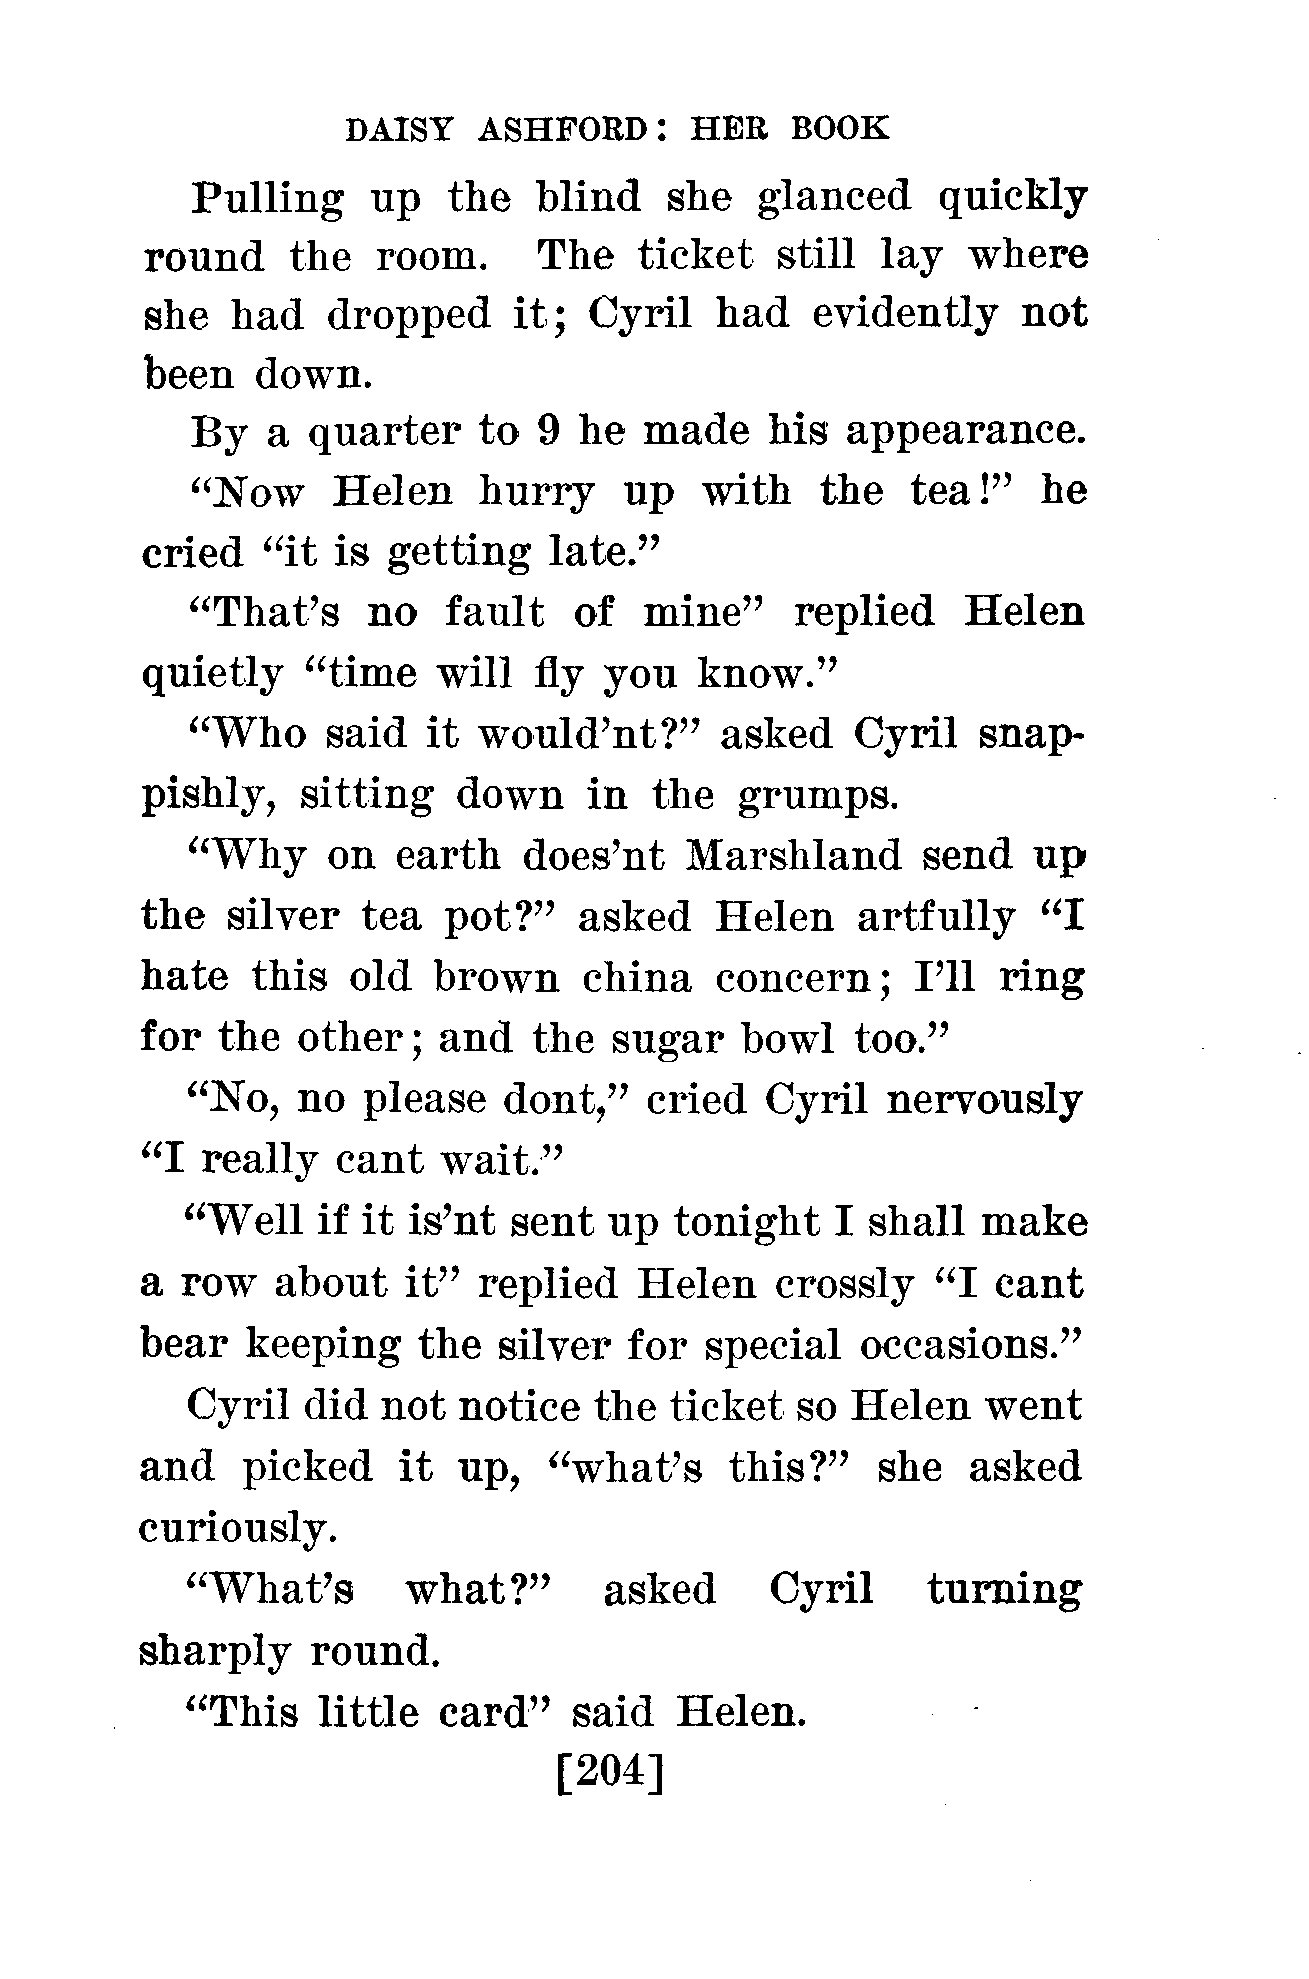 DAISY ASHFORD: HER BOOK
Pulling up the blind she glanced quickly
round the room. The ticket still lay where
she had dropped it; Cyril had evidently not
been down.
By a quarter to 9 he made his appearance.
“Now Helen hurry up with the tea!” he
cried “it is getting late.”
“That’s no fault of mine” replied Helen
quietly “time will fly you know.”
“Who said it would’nt?” asked Cyril snap-
pishly, sitting down in the grumps.
“Why on earth does’nt Marshland send up
the silver tea pot?” asked Helen artfully “I
hate this old brown china concern; I’ll ring
for the other; and the sugar bowl too.”
“No, no please dont,” cried Cyril nervously
“I really cant wait.”
“Well if it is’nt sent up tonight I shall make
a row about it” replied Helen crossly “I cant
bear keeping the silver for special occasions.”
Cyril did not notice the ticket so Helen went
and picked it up, “what’s this?” she asked
curiously.
“What’s what?” asked Cyril turning
sharply round.
“This little card” said Helen.
[204]